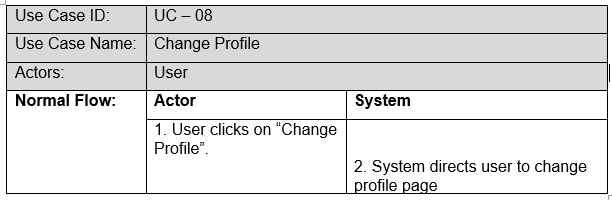 Use Case ID: UC – 08
Use Case Name: Change Profile
Actors: User
Normal Flow: Actor System
1. User clicks on “Change
Profile”.
2. System directs user to change
profile page